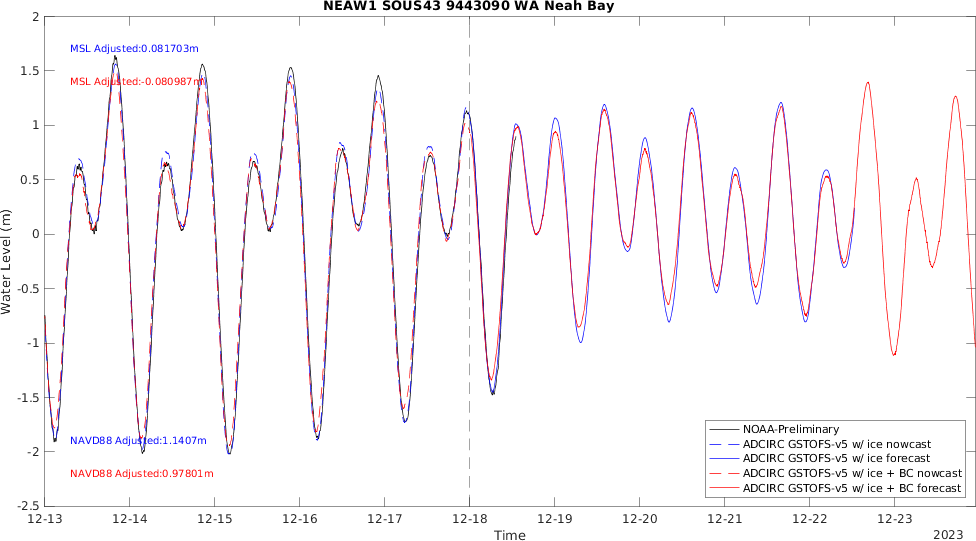 NEAW1 SOUS43 9443090 WA Neah Bay
2
1.5
1
0.5
0
-0.5
-1
-1.5
-2
-2.5
Water Level (m)
MSL Adjusted:0.081703m
MSL Adjusted:-0.080987m
NAVD88 Adjusted:1.1407m
NAVD88 Adjusted:0.97801m
NOAA-Preliminary
ADCIRC GSTOFS-v5 w/ ice nowcast
ADCIRC GSTOFS-v5 w/ ice forecast
ADCIRC GSTOFS-v5 w/ ice + BC nowcast
ADCIRC GSTOFS-v5 w/ ice + BC forecast
12-13 12-14 12-15 12-16 12-17 12-18 12-19 12-20 12-21 12-22 12-23
Time
2023